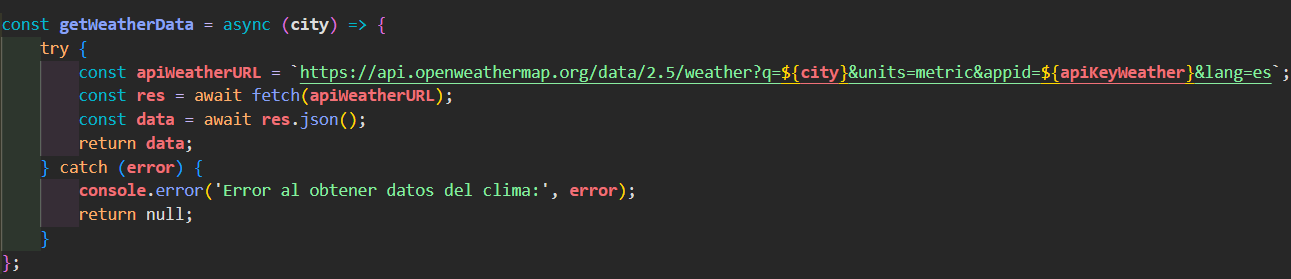 const getWeatherData = async (city) => {
    try {
        const apiWeatherURL = `https://api.openweathermap.org/data/2.5/weather?q=${city}&units=metric&appid=${apiKeyWeather}&lang=es`;
        const res = await fetch(apiWeatherURL);
        const data = await res.json();
        return data;
    } catch (error) {
        console.error('Error al obtener datos del clima:', error);
        return null;
    }
};